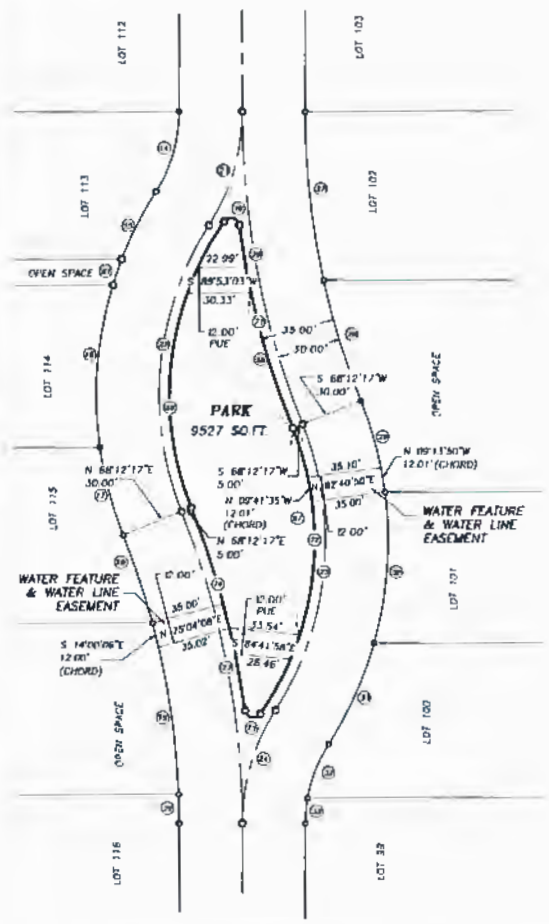 LOT 112
LOT 103
LOT 113
LOT 102
OPEN SPACE
22.99'
S 89°53'03"W
30.33'
12.00'
PUE
35.00'
30.00'
S 68°12'17"W
30.00'
LOT 114
OPEN SPACE
PARK
9527 SQ.FT.
N 09°13'50"W
12.01' (CHORD)
N 68°12'17"E
30.00'
S 68°12'17"W
5.00'
35.10'
N 82°40'50"E
35.00'
N 09°41'35"W
12.01'
(CHORD)
LOT 115
12.00'
WATER FEATURE
& WATER LINE
EASEMENT
N 68°12'17"E
5.00'
WATER FEATURE
& WATER LINE
EASEMENT
12.00'
35.00'
N 75°04'08"E
35.02'
12.00'
PUE
33.54'
S 84°41'58"E
28.46'
LOT 101
S 14°00'06"E
12.00'
(CHORD)
OPEN SPACE
LOT 100
LOT 116
LOT 99